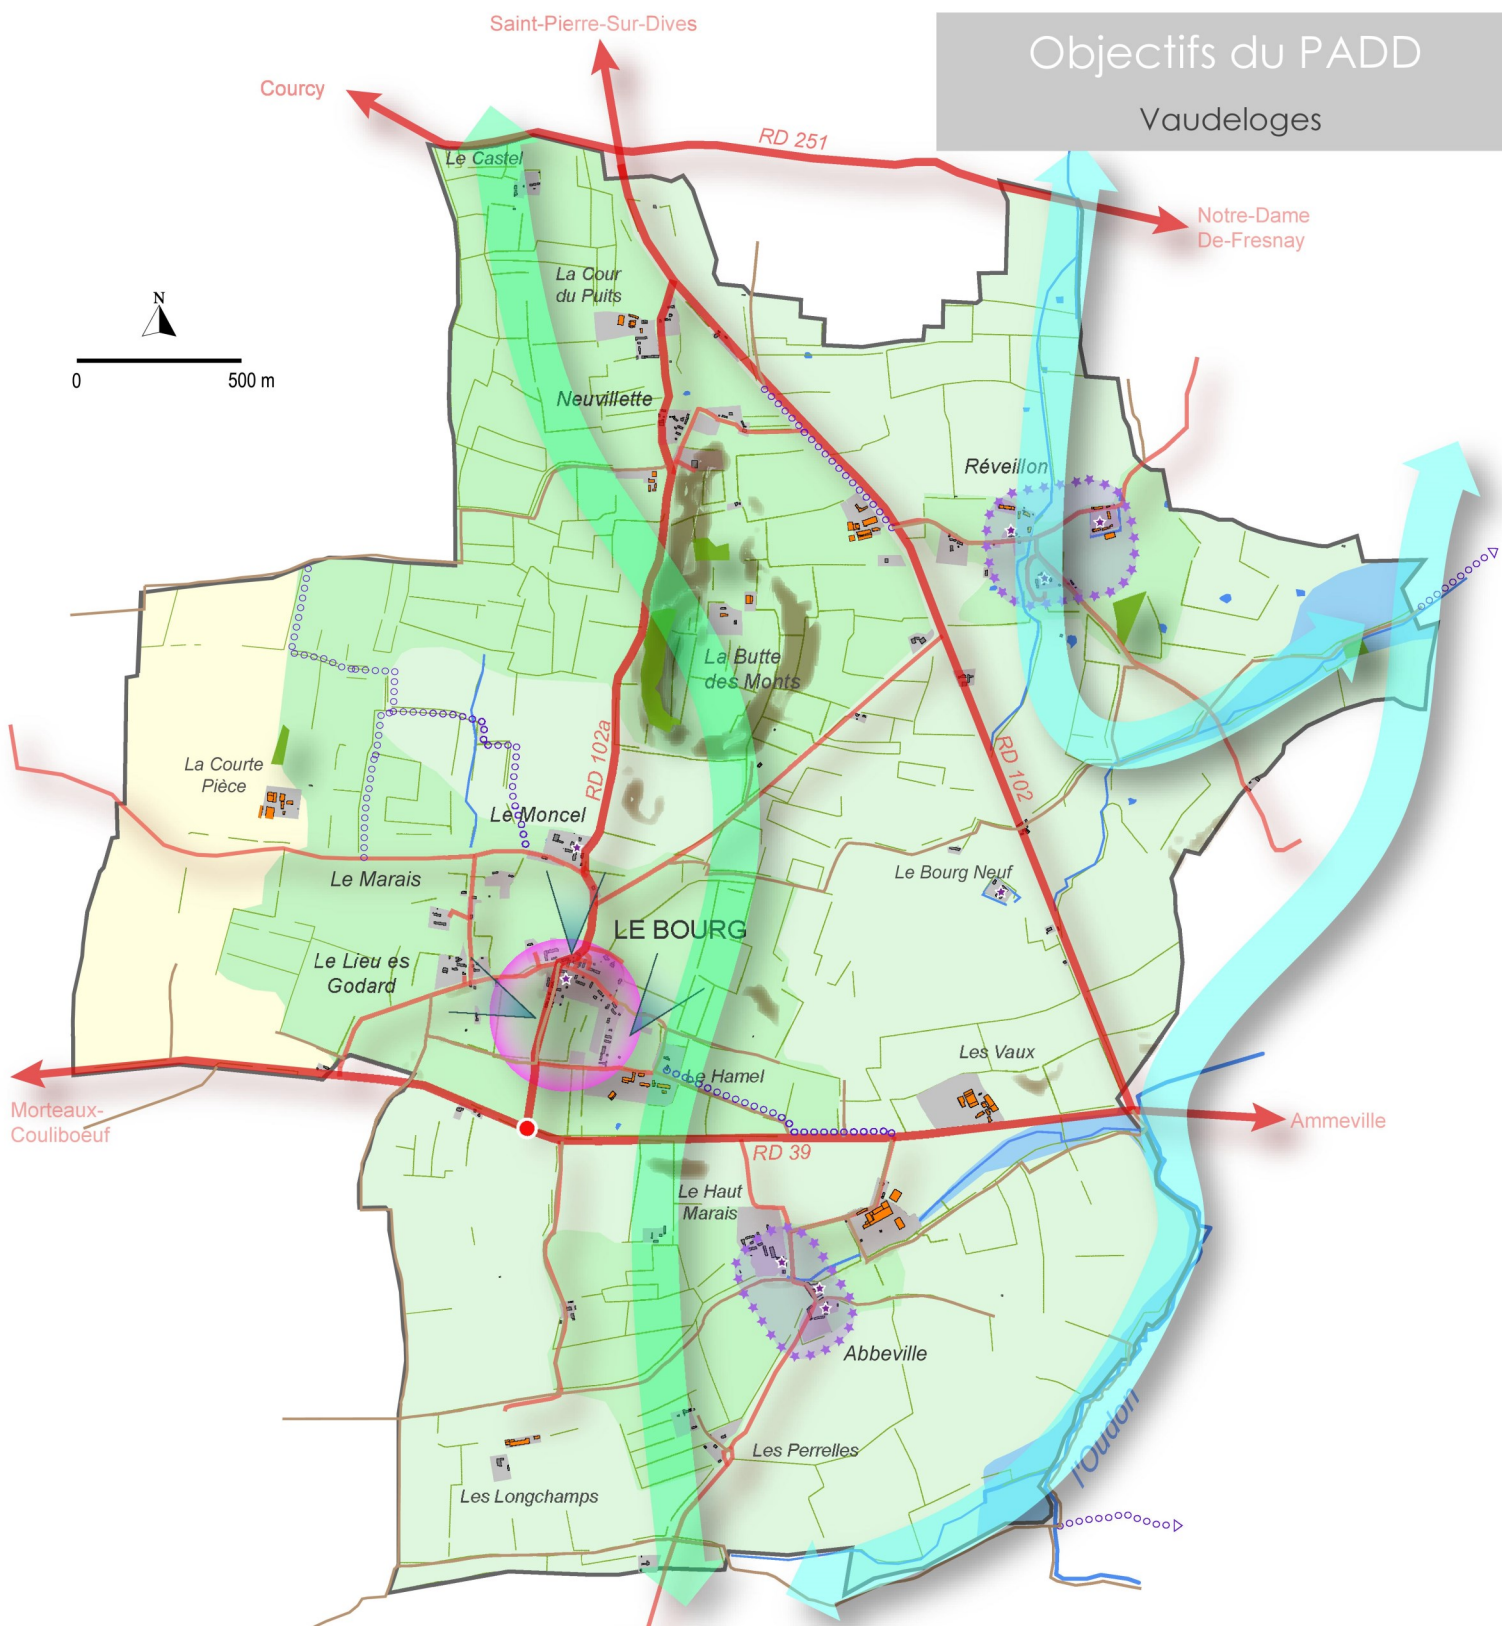 Saint-Pierre-Sur-Dives
Objectifs du PADD
Vaudeloges
Courcy
RD 251
Le Castel
Notre-Dame
De-Fresnay
La Cour
du Puits
N
0
500 m
Neuvillette
Réveillon
La Butte
des Monts
RD 102a
RD 102
La Courte
Pièce
Le Moncel
Le Marais
Le Bourg Neuf
LE BOURG
Le Lieu es
Godard
Les Vaux
Le Hamel
Morteaux-
Couliboeuf
Ammeville
RD 39
Le Haut
Marais
Abbeville
l'Oudon
Les Perrelles
Les Longchamps